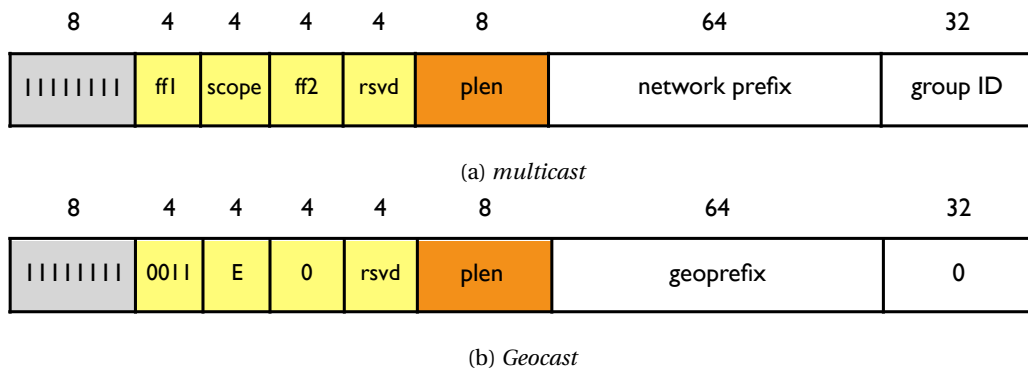 8 4 4 4 4 8 64 32
11111111 ff1 scope ff2 rsvd plen network prefix group ID
(a) multicast
8 4 4 4 4 8 64 32
11111111 0011 E 0 rsvd plen geoprefix 0
(b) Geocast